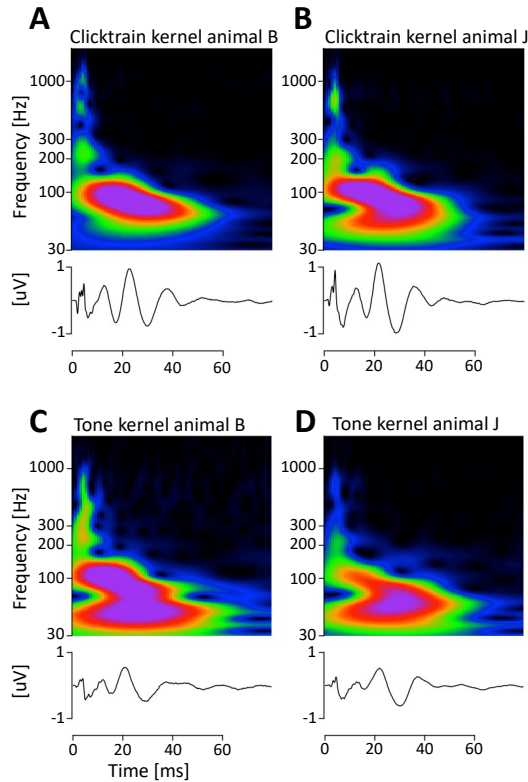 A
Clicktrain kernel animal B
B
Clicktrain kernel animal J
Frequency [Hz]
1000
300
200
100
30
1000
300
200
100
30
[uV]
1
-1
1
-1
0 20 40 60
0 20 40 60
C
Tone kernel animal B
D
Tone kernel animal J
Frequency [Hz]
1000
300
200
100
30
1000
300
200
100
30
[uV]
1
-1
1
-1
0 20 40 60
0 20 40 60
Time [ms]